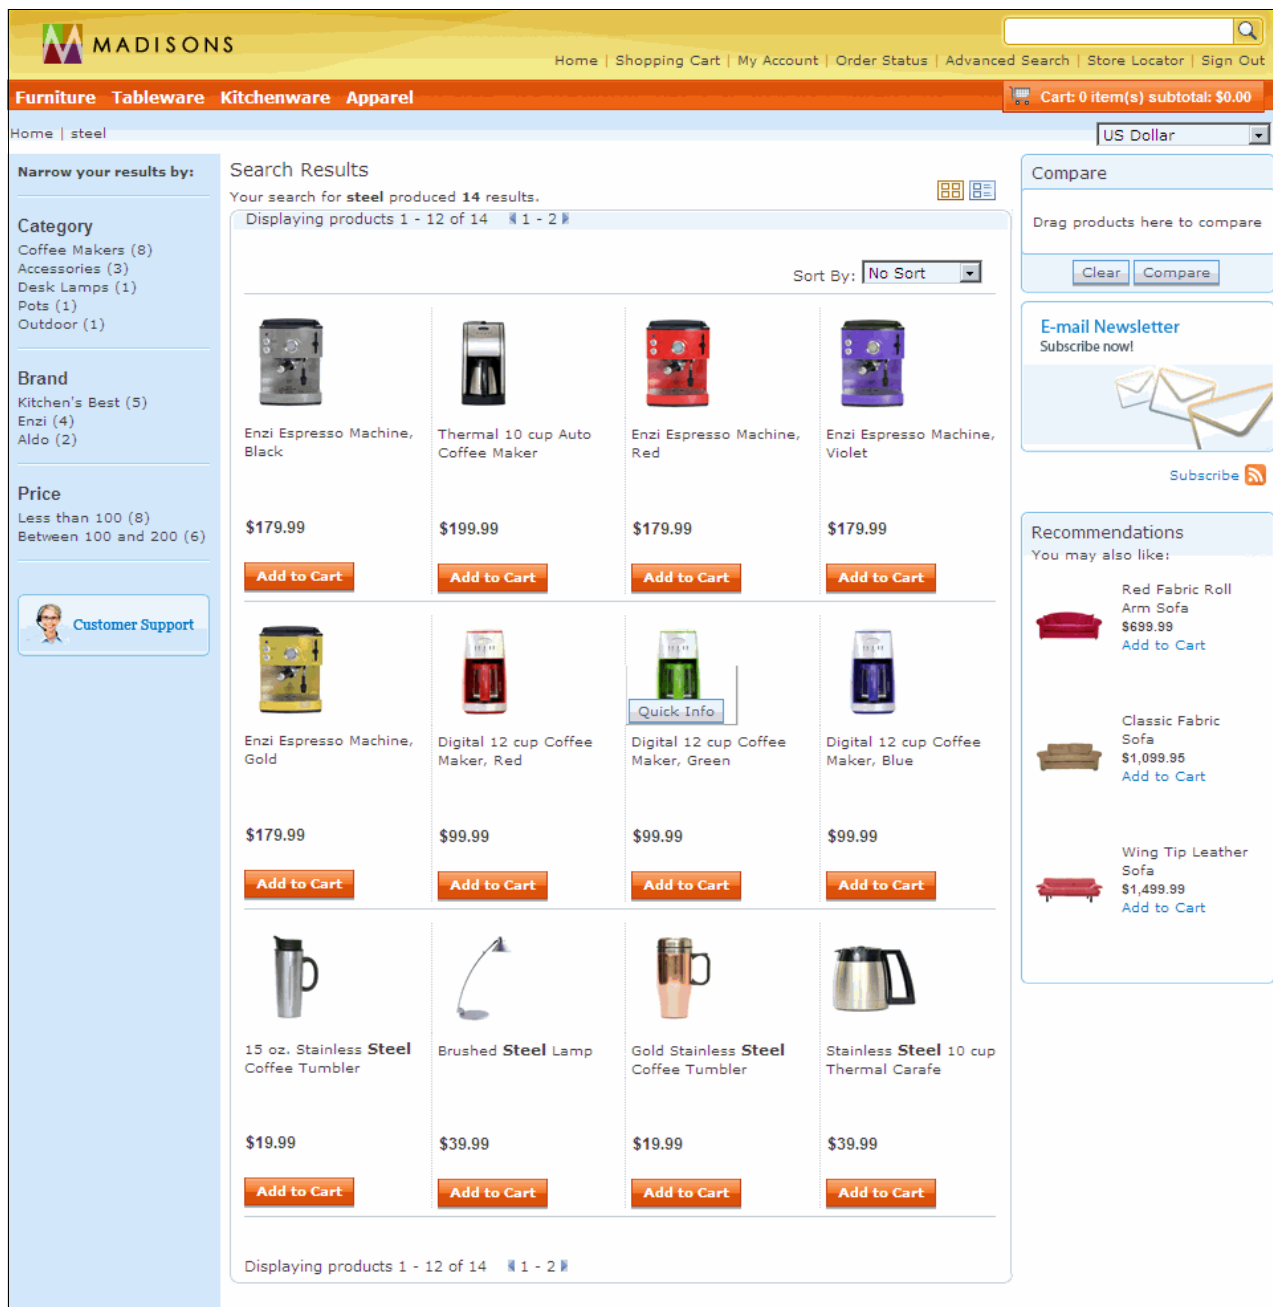 MADISONS
Home | Shopping Cart | My Account | Order Status | Advanced Search | Store Locator | Sign Out
Furniture Tableware Kitchenware Apparel
Cart: 0 item(s) subtotal: $0.00
Home | steel
US Dollar
Narrow your results by:
Category
Coffee Makers (8)
Accessories (3)
Desk Lamps (1)
Pots (1)
Outdoor (1)
Brand
Kitchen's Best (5)
Enzi (4)
Aldo (2)
Price
Less than 100 (8)
Between 100 and 200 (6)
Customer Support
Search Results
Your search for steel produced 14 results.
Displaying products 1 - 12 of 14 1 - 2
Sort By: No Sort
Enzi Espresso Machine,
Black
$179.99
Add to Cart
Thermal 10 cup Auto
Coffee Maker
$199.99
Add to Cart
Enzi Espresso Machine,
Red
$179.99
Add to Cart
Enzi Espresso Machine,
Violet
$179.99
Add to Cart
Enzi Espresso Machine,
Gold
$179.99
Add to Cart
Digital 12 cup Coffee
Maker, Red
$99.99
Add to Cart
Quick Info
Digital 12 cup Coffee
Maker, Green
$99.99
Add to Cart
Digital 12 cup Coffee
Maker, Blue
$99.99
Add to Cart
15 oz. Stainless Steel
Coffee Tumbler
$19.99
Add to Cart
Brushed Steel Lamp
$39.99
Add to Cart
Gold Stainless Steel
Coffee Tumbler
$19.99
Add to Cart
Stainless Steel 10 cup
Thermal Carafe
$39.99
Add to Cart
Displaying products 1 - 12 of 14 1 - 2
Compare
Drag products here to compare
Clear Compare
E-mail Newsletter
Subscribe now!
Subscribe
Recommendations
You may also like:
Red Fabric Roll
Arm Sofa
$699.99
Add to Cart
Classic Fabric
Sofa
$1,099.95
Add to Cart
Wing Tip Leather
Sofa
$1,499.99
Add to Cart